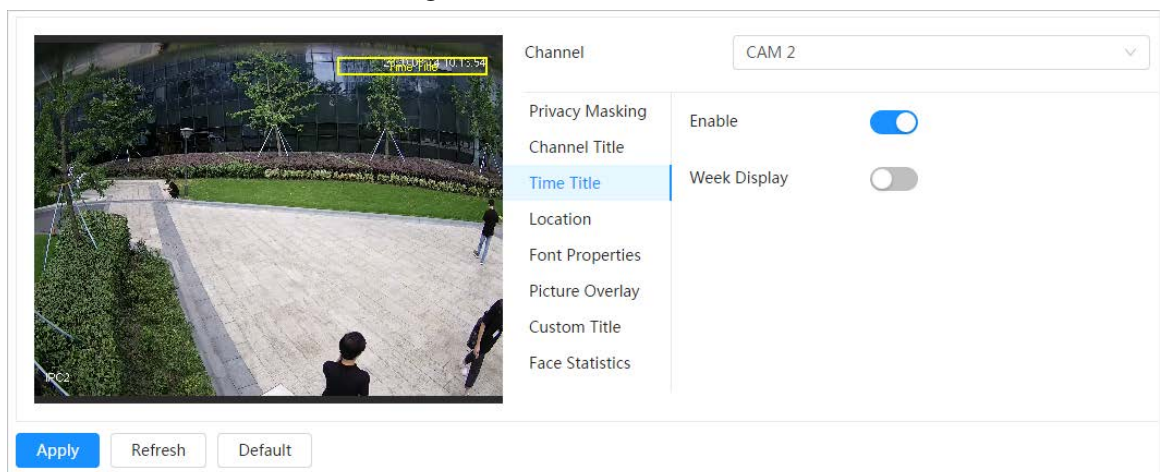 Channel
CAM 2
Time Title
Privacy Masking
Enable
Channel Title
Time Title
Week Display
Location
Font Properties
Picture Overlay
Custom Title
Face Statistics
IPC2
Apply
Refresh
Default